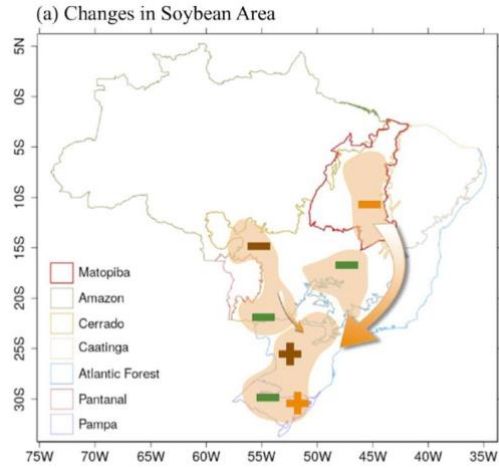 (a) Changes in Soybean Area
5N
0S
5S
10S
15S
20S
25S
30S
Matopiba
Amazon
Cerrado
Caatinga
Atlantic Forest
Pantanal
Pampa
75W 70W 65W 60W 55W 50W 45W 40W 35W